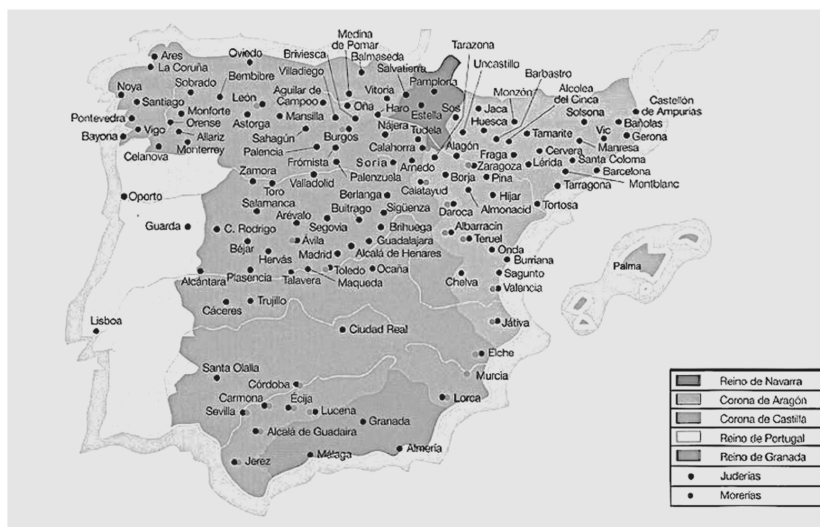 Medina
de Pomar
Balmaseda
Salvatierra
Pamplona
Briviesca
Villadiego
Tarazona
Uncastillo
Barbastro
Monzón
Alcolea
del Cinca
Solsona
Castellón
de Ampurias
Ares
La Coruña
Oviedo
Bembibre
Sobrado
Noya
Santiago
Monforte
León
Aguilar de
Campoo
Oña
Vitoria
Haro
Estella
Sos
Jaca
Huesca
Tamarite
Vic
Bañolas
Gerona
Pontevedra
Vigo
Orense
Bayona
Allariz
Celanova
Monterrey
Astorga
Mansilla
Sahagún
Burgos
Nájera
Tudela
Calahorra
Alagón
Fraga
Cervera
Manresa
Palencia
Frómista
Soria
Arnedo
Zaragoza
Lérida
Santa Coloma
Barcelona
Zamora
Toro
Valladolid
Palenzuela
Calatayud
Borja
Pina
Montblanc
Tarragona
Oporto
Salamanca
Berlanga
Híjar
Tortosa
Arévalo
Buitrago
Sigüenza
Daroca
Almonacid
Guarda
C. Rodrigo
Segovia
Brihuega
Albarracín
Teruel
Ávila
Guadalajara
Béjar
Madrid
Alcalá de Henares
Onda
Burriana
Hervás
Palma
Plasencia
Toledo
Ocaña
Chelva
Sagunto
Alcántara
Talavera
Maqueda
Valencia
Cáceres
Trujillo
Lisboa
Ciudad Real
Játiva
Elche
Santa Olalla
Murcia
Córdoba
Carmona
Écija
Sevilla
Lucena
Granada
Lorca
Alcalá de Guadaira
Jerez
Málaga
Almería
Reino de Navarra
Corona de Aragón
Corona de Castilla
Reino de Portugal
Reino de Granada
Juderías
Morerías